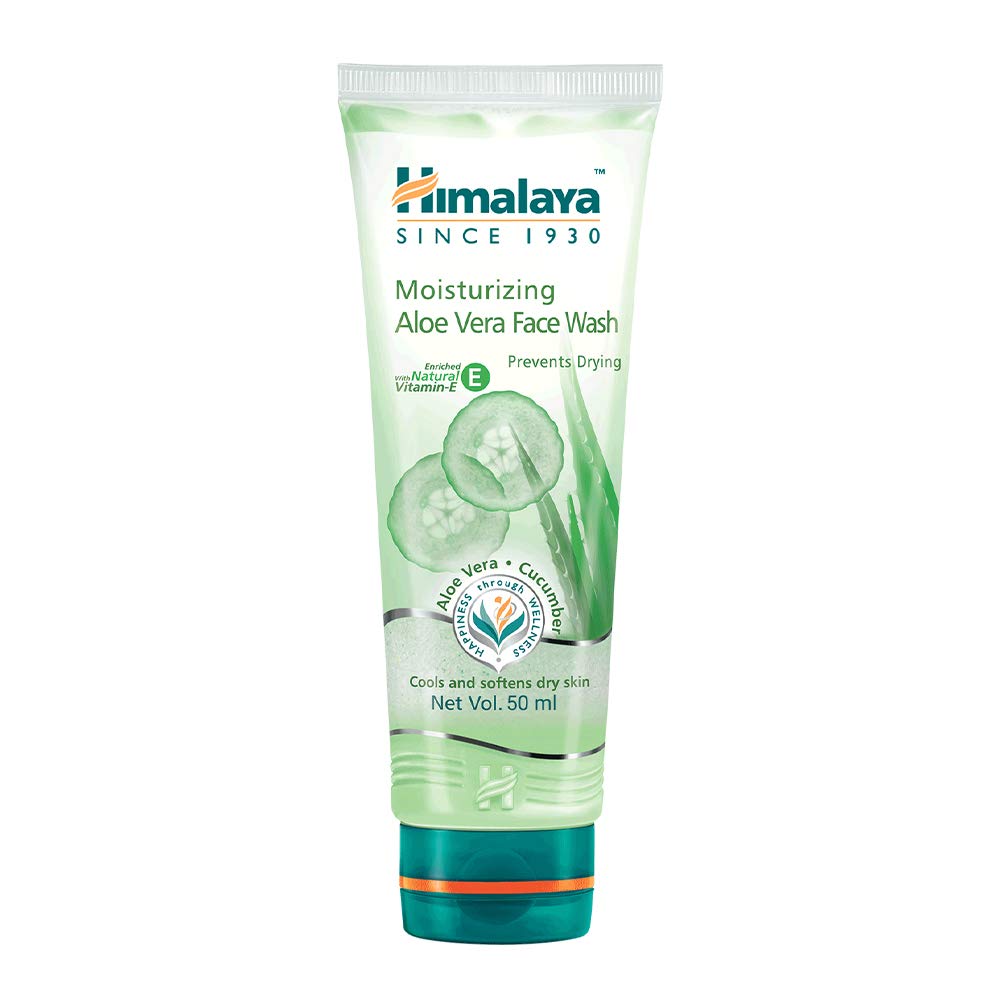 Himalaya™
SINCE 1930
Moisturizing
Aloe Vera Face Wash
Prevents Drying
Enriched
with Natural
Vitamin-E
E
Aloe Vera • Cucumber
HAPPINESS through WELLNESS
Cools and softens dry skin
Net Vol. 50 ml
H